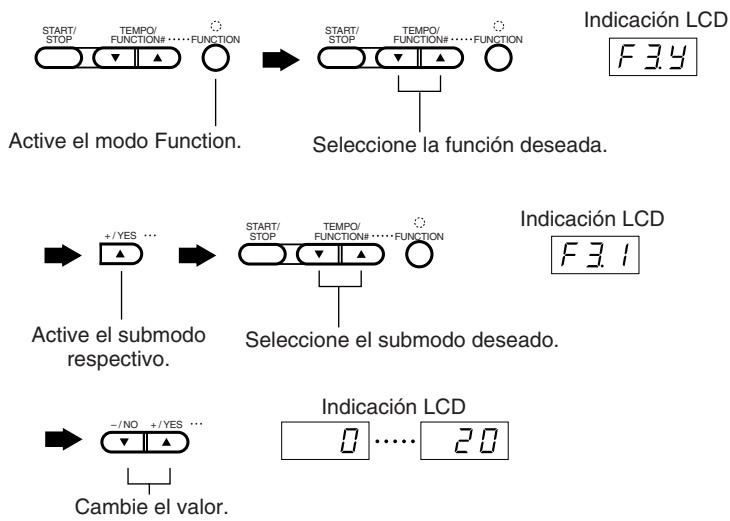 START/ STOP TEMPO/ FUNCTION# ····· FUNCTION
START/ STOP TEMPO/ FUNCTION# ····· FUNCTION
Indicación LCD
F 3.Y
Active el modo Function.
Seleccione la función deseada.
+ / YES ···
START/ STOP TEMPO/ FUNCTION# ····· FUNCTION
Indicación LCD
F 3. 1
Active el submodo
respectivo.
Seleccione el submodo deseado.
– / NO + / YES ···
Indicación LCD
0 ····· 20
Cambie el valor.